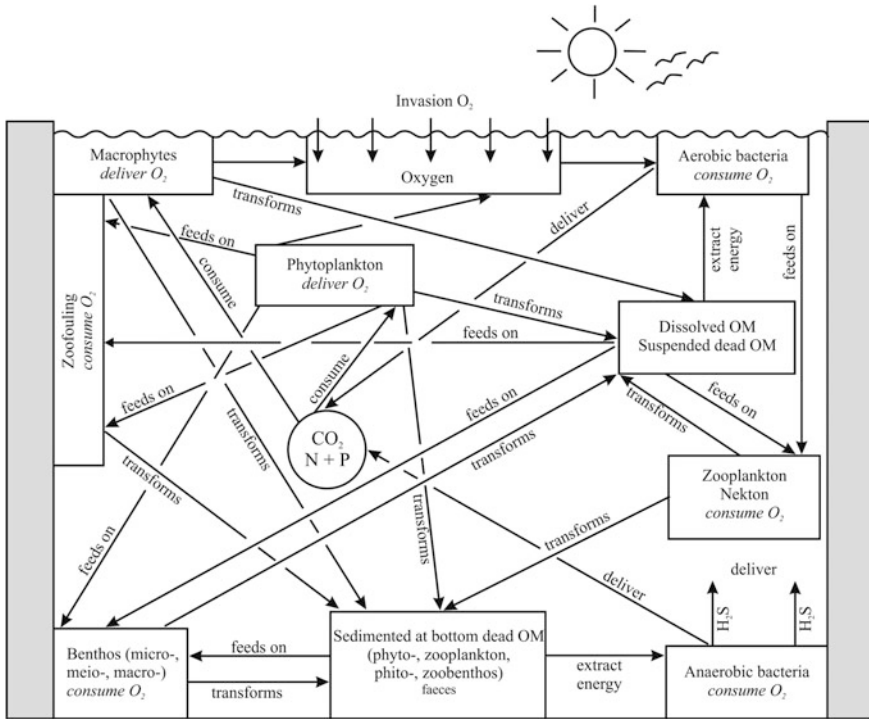 Invasion O₂
Macrophytes
deliver O₂
Oxygen
Aerobic bacteria
consume O₂
transforms
deliver
feeds on
consume
extract
energy
feeds on
Phytoplankton
deliver O₂
Zoofouling
consume O₂
transforms
feeds on
Dissolved OM
Suspended dead OM
feeds on
consume
feeds on
feeds on
transforms
CO₂
N + P
transforms
transforms
transforms
Zooplankton
Nekton
consume O₂
transforms
transforms
feeds on
deliver
deliver
H₂S
H₂S
Benthos (micro-,
meio-, macro-)
consume O₂
feeds on
transforms
Sedimented at bottom dead OM
(phyto-, zooplankton,
phito-, zoobenthos)
faeces
extract
energy
Anaerobic bacteria
consume O₂